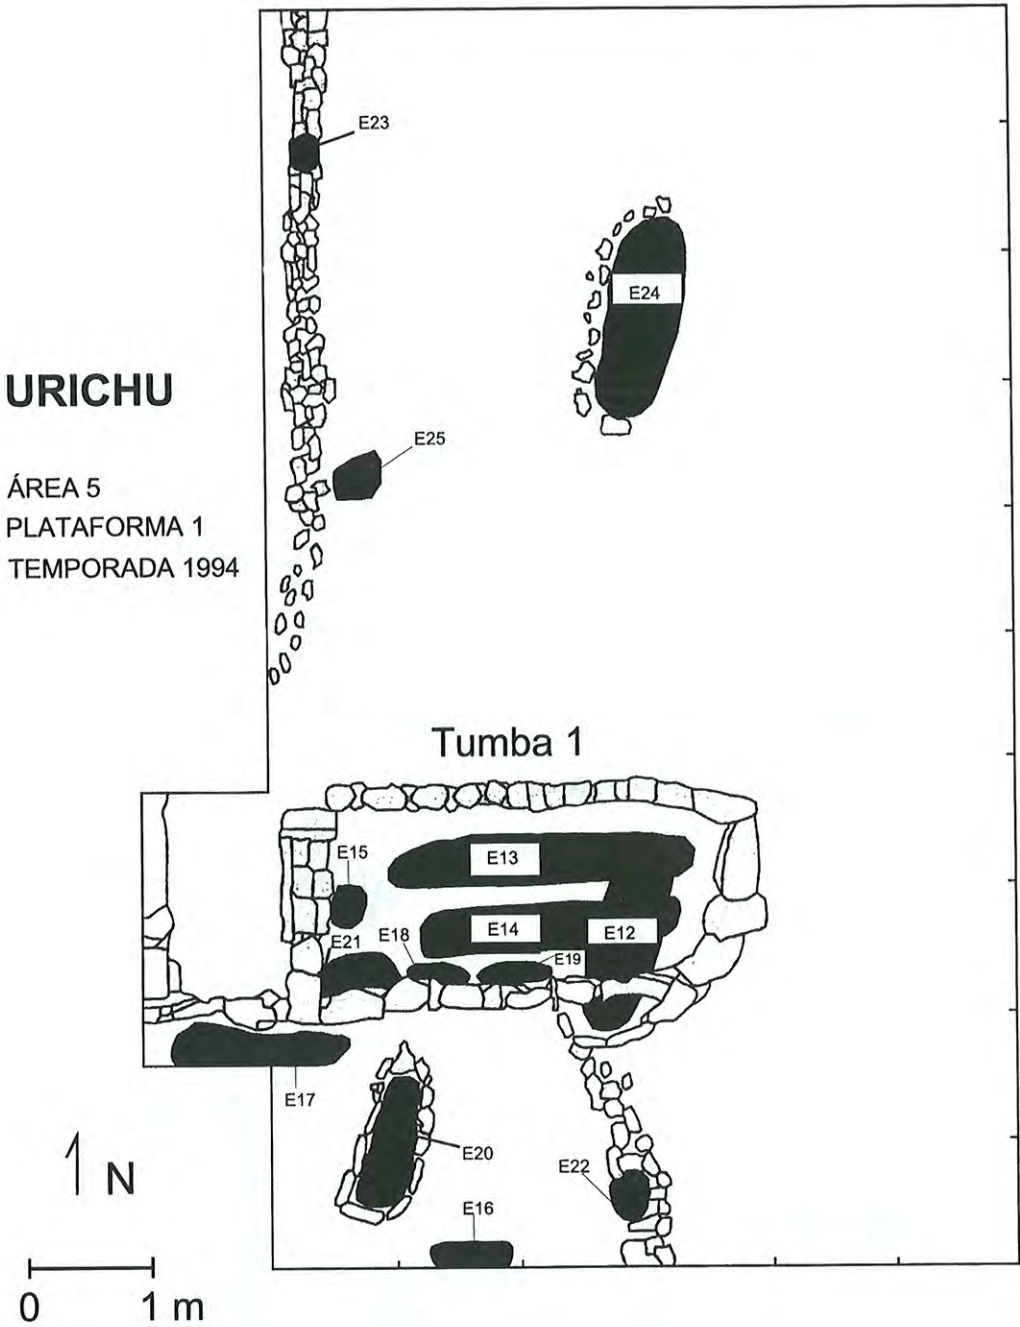 E23
E24
URICHU
E25
ÁREA 5
PLATAFORMA 1
TEMPORADA 1994
Tumba 1
E15
E13
E14
E12
E21
E18
E19
E17
E20
E22
E16
N
0 1 m